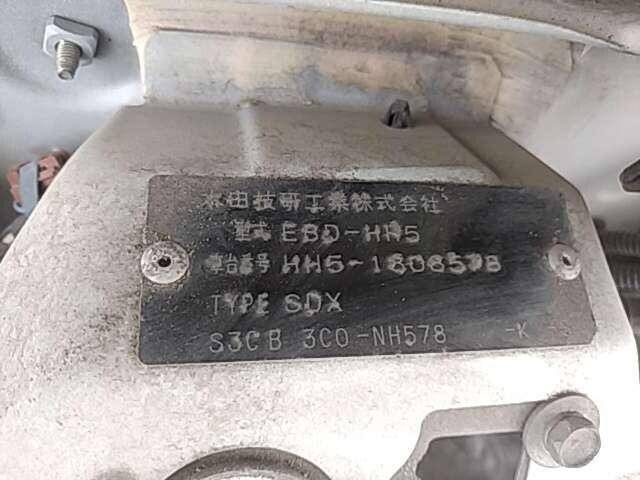 本田技研工業株式会社
型式 EBD-HH5
車台番号 HH5-1606578
TYPE SDX
S3CB 3C0-NH578 -K